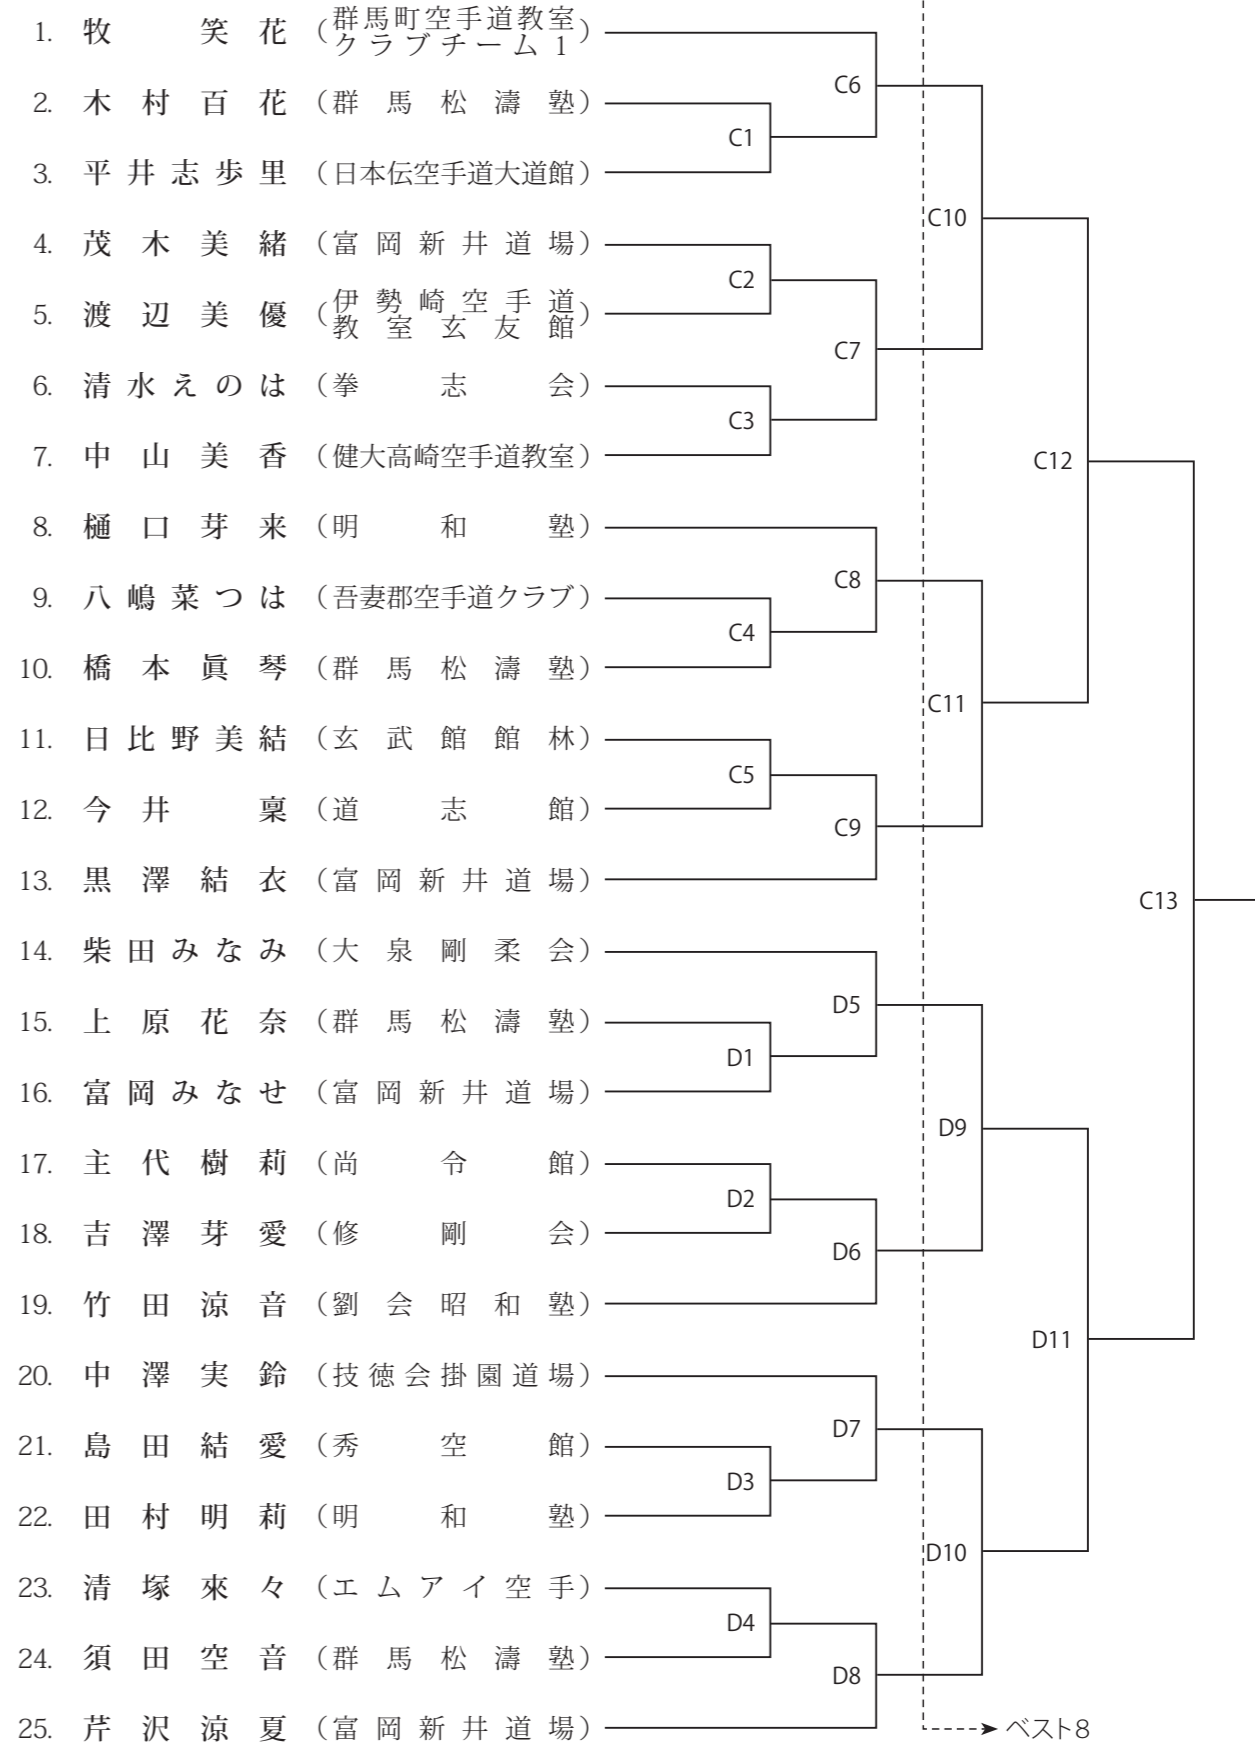 1. 牧 笑花 (群馬町空手道教室クラブチーム1)
C6
2. 木村百花 (群馬松濤塾)
C1
3. 平井志歩里 (日本伝空手道大道館)
C10
4. 茂木美緒 (富岡新井道場)
C2
5. 渡辺美優 (伊勢崎空手道教室玄友館)
C7
6. 清水えのは (拳志会)
C3
7. 中山美香 (健大高崎空手道教室)
C12
8. 樋口芽来 (明和塾)
C8
9. 八嶋菜つは (吾妻郡空手道クラブ)
C4
10. 橋本眞琴 (群馬松濤塾)
C11
11. 日比野美結 (玄武館館林)
C5
12. 今井 稟 (道志館)
C9
13. 黒澤結衣 (富岡新井道場)
C13
14. 柴田みなみ (大泉剛柔会)
D5
15. 上原花奈 (群馬松濤塾)
D1
16. 富岡みなせ (富岡新井道場)
D9
17. 主代樹莉 (尚令館)
D2
18. 吉澤芽愛 (修剛会)
D6
19. 竹田涼音 (劉会昭和塾)
D11
20. 中澤実鈴 (技徳会掛園道場)
D7
21. 島田結愛 (秀空館)
D3
22. 田村明莉 (明和塾)
D10
23. 清塚來々 (エムアイ空手)
D4
24. 須田空音 (群馬松濤塾)
D8
25. 芹沢涼夏 (富岡新井道場)
ベスト8